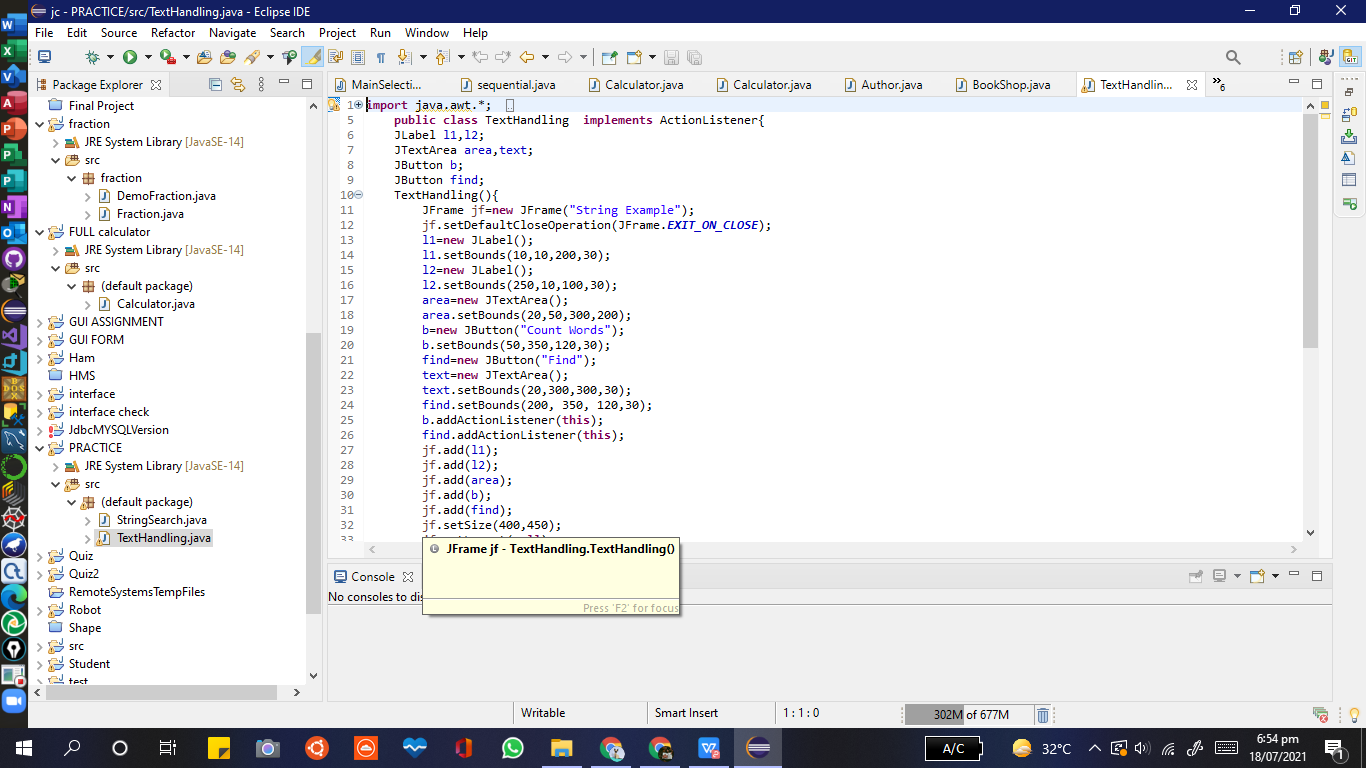 jc - PRACTICE/src/TextHandling.java - Eclipse IDE
File Edit Source Refactor Navigate Search Project Run Window Help
Package Explorer
MainSelecti... sequential.java Calculator.java Calculator.java Author.java BookShop.java TextHandlin... »6
Final Project
fraction
JRE System Library [JavaSE-14]
src
fraction
DemoFraction.java
Fraction.java
FULL calculator
JRE System Library [JavaSE-14]
src
(default package)
Calculator.java
GUI ASSIGNMENT
GUI FORM
Ham
HMS
interface
interface check
JdbcMYSQLVersion
PRACTICE
JRE System Library [JavaSE-14]
src
(default package)
StringSearch.java
TextHandling.java
Quiz
Quiz2
RemoteSystemsTempFiles
Robot
Shape
src
Student
test
1 import java.awt.*;
5 public class TextHandling  implements ActionListener{
6 JLabel l1,l2;
7 JTextArea area,text;
8 JButton b;
9 JButton find;
10 TextHandling(){
11 JFrame jf=new JFrame("String Example");
12 jf.setDefaultCloseOperation(JFrame.EXIT_ON_CLOSE);
13 l1=new JLabel();
14 l1.setBounds(10,10,200,30);
15 l2=new JLabel();
16 l2.setBounds(250,10,100,30);
17 area=new JTextArea();
18 area.setBounds(20,50,300,200);
19 b=new JButton("Count Words");
20 b.setBounds(50,350,120,30);
21 find=new JButton("Find");
22 text=new JTextArea();
23 text.setBounds(20,300,300,30);
24 find.setBounds(200, 350, 120,30);
25 b.addActionListener(this);
26 find.addActionListener(this);
27 jf.add(l1);
28 jf.add(l2);
29 jf.add(area);
30 jf.add(b);
31 jf.add(find);
32 jf.setSize(400,450);
33
JFrame jf - TextHandling.TextHandling()
Press 'F2' for focus
Console
No consoles to dis
Writable Smart Insert 1 : 1 : 0 302M of 677M
A/C 32°C 6:54 pm
18/07/2021 1